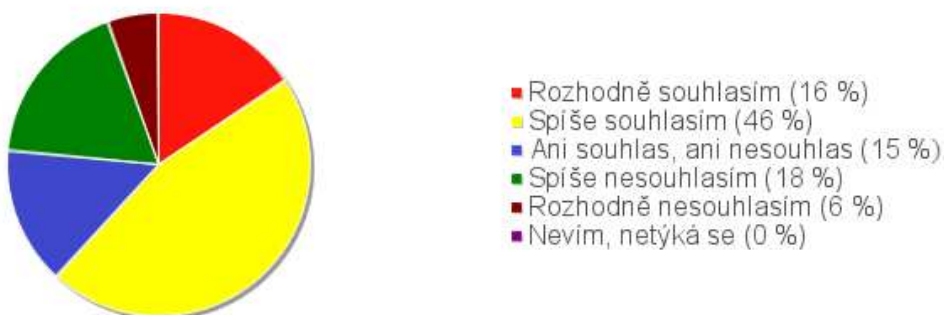 Rozhodně souhlasím (16 %)
Spíše souhlasím (46 %)
Ani souhlas, ani nesouhlas (15 %)
Spíše nesouhlasím (18 %)
Rozhodně nesouhlasím (6 %)
Nevím, netýká se (0 %)